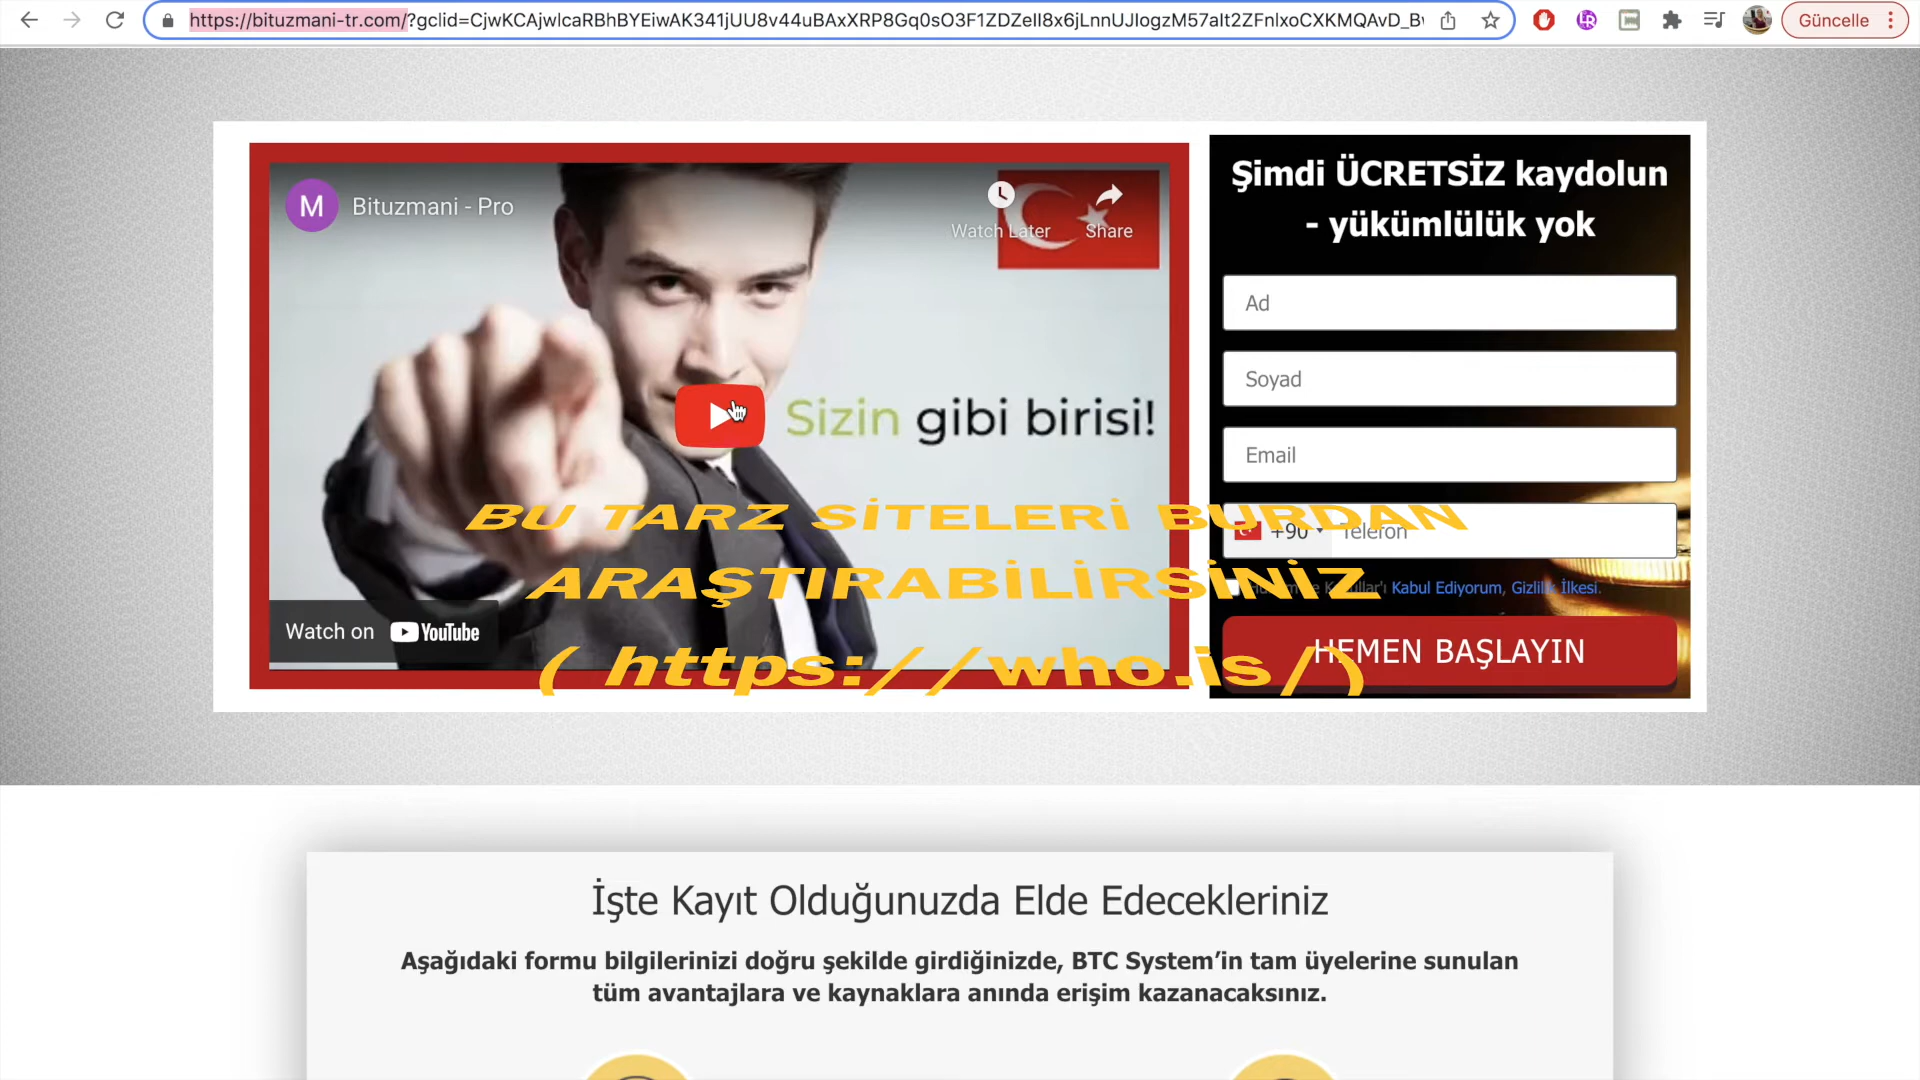 https://bituzmani-tr.com/?gclid=CjwKCAjwlcaRBhBYEiwAK341jUU8v44uBAxXRP8Gq0sO3F1ZDZeIl8x6jLnnUJIogzM57aIt2ZFnlxoCXKMQAvD_Bv
Güncelle
M Bituzmani - Pro
Watch Later
Share
Sizin gibi birisi!
Watch on YouTube
Şimdi ÜCRETSİZ kaydolun
- yükümlülük yok
Ad
Soyad
Email
+90 Telefon
Kabul Ediyorum, Gizlilik İlkesi.
HEMEN BAŞLAYIN
BU TARZ SİTELERİ BURDAN
ARAŞTIRABİLİRSİNİZ
( https://who.is/)
İşte Kayıt Olduğunuzda Elde Edecekleriniz
Aşağıdaki formu bilgilerinizi doğru şekilde girdiğinizde, BTC System’in tam üyelerine sunulan
tüm avantajlara ve kaynaklara anında erişim kazanacaksınız.